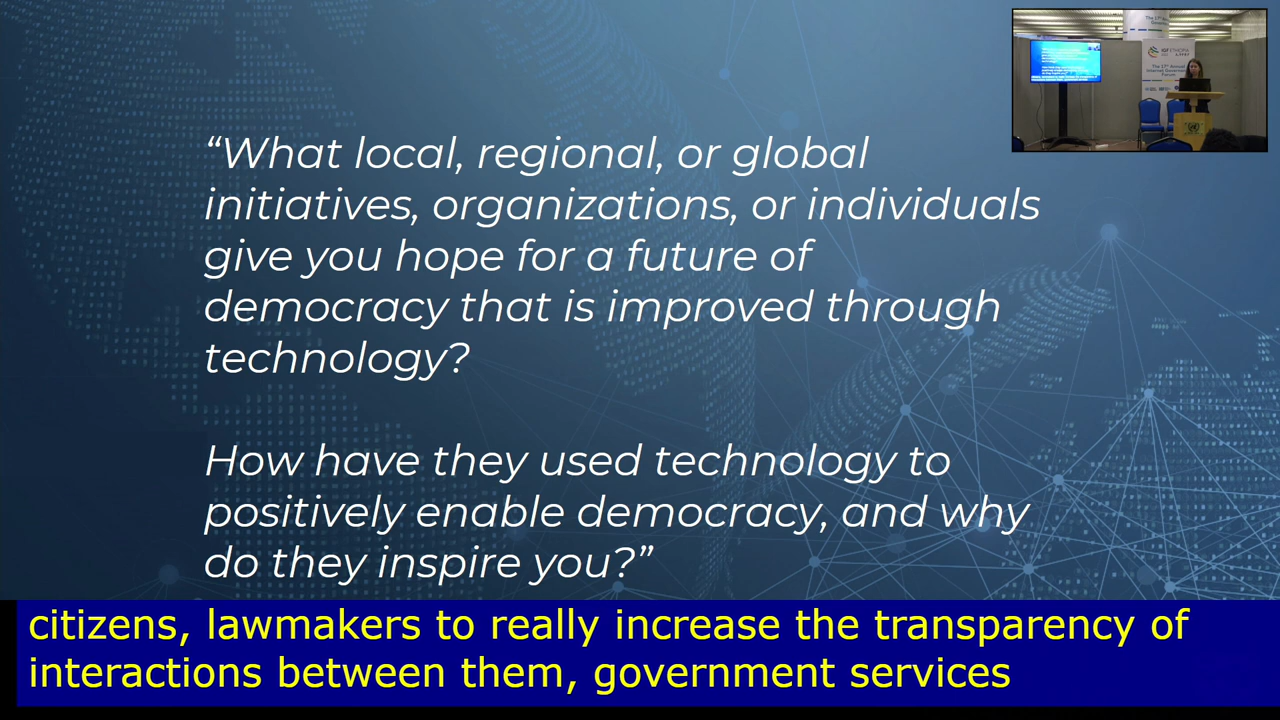 “What local, regional, or global
initiatives, organizations, or individuals
give you hope for a future of
democracy that is improved through
technology?
How have they used technology to
positively enable democracy, and why
do they inspire you?”
citizens, lawmakers to really increase the transparency of
interactions between them, government services